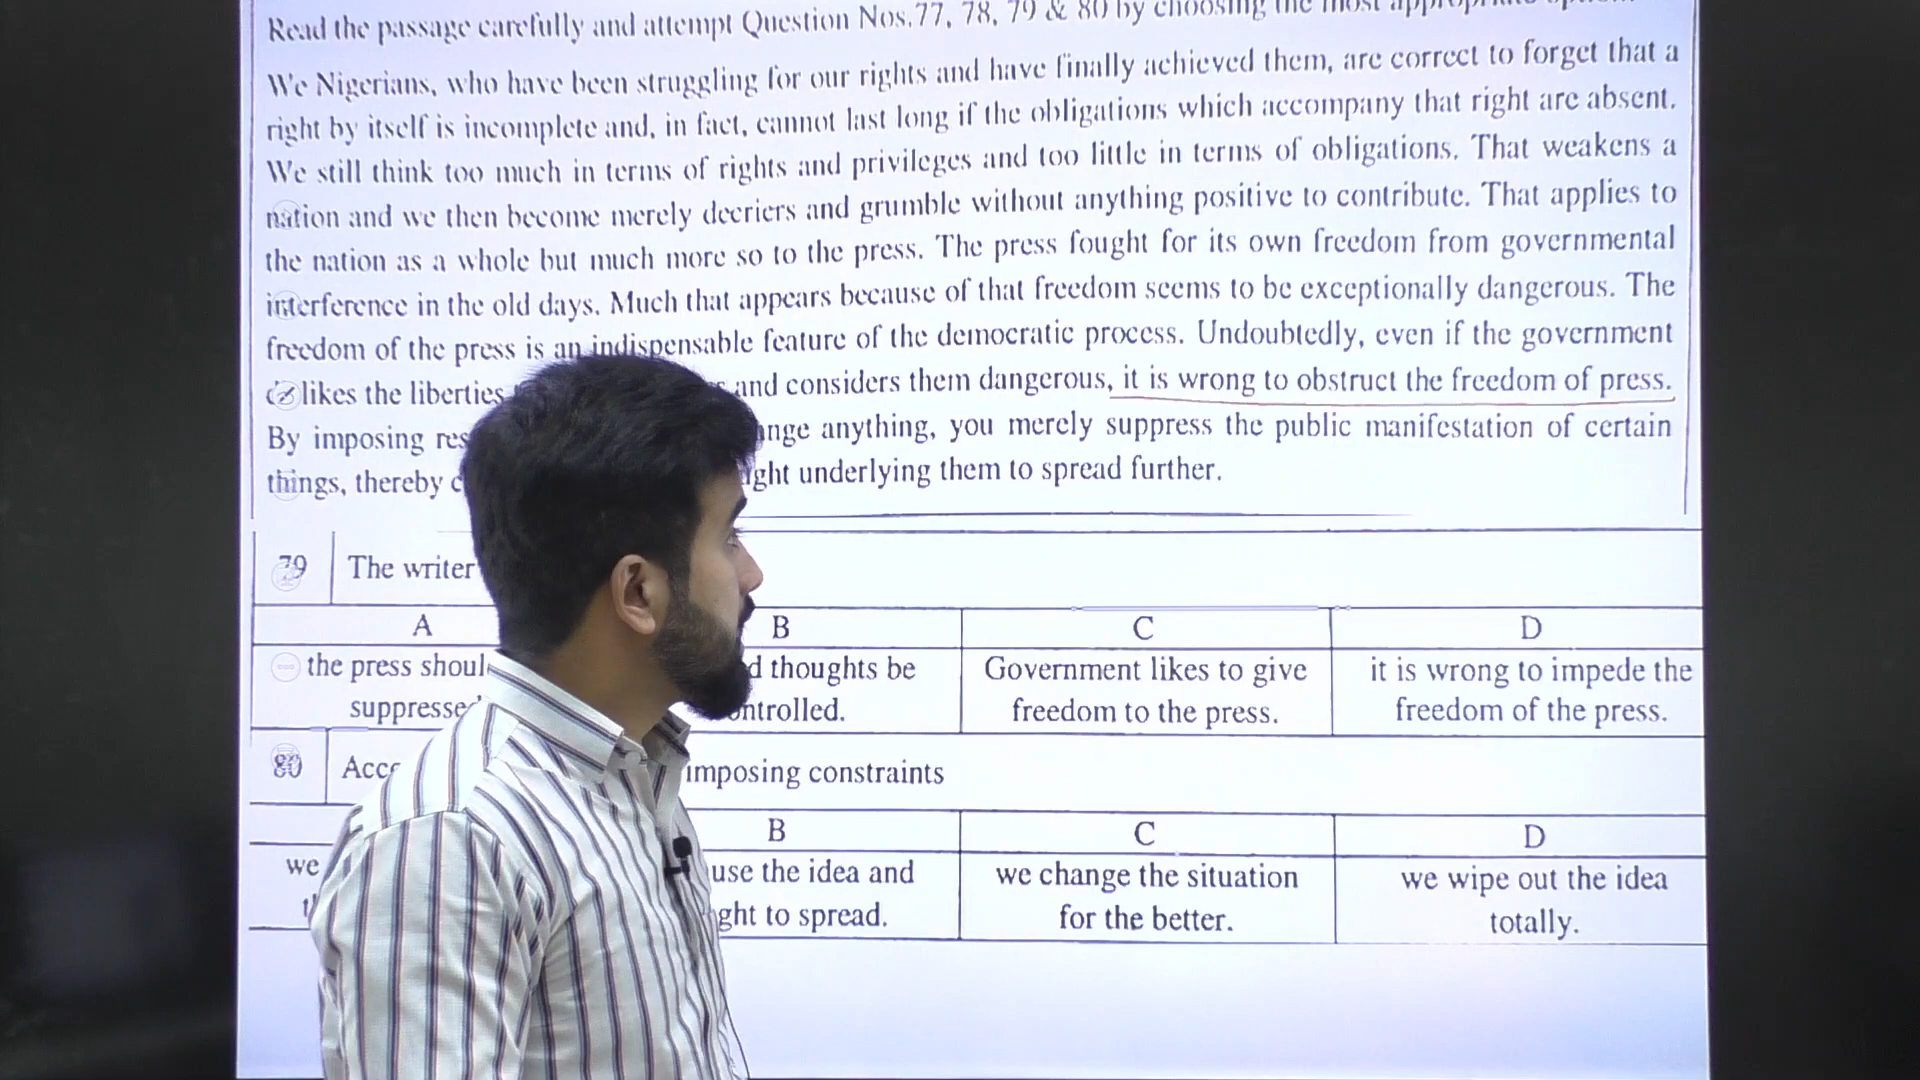 Read the passage carefully and attempt Question Nos.77, 78, 79 & 80 by choosing the most appropriate
We Nigerians, who have been struggling for our rights and have finally achieved them, are correct to forget that a
right by itself is incomplete and, in fact, cannot last long if the obligations which accompany that right are absent.
We still think too much in terms of rights and privileges and too little in terms of obligations. That weakens a
nation and we then become merely decriers and grumble without anything positive to contribute. That applies to
the nation as a whole but much more so to the press. The press fought for its own freedom from governmental
interference in the old days. Much that appears because of that freedom seems to be exceptionally dangerous. The
freedom of the press is an indispensable feature of the democratic process. Undoubtedly, even if the government
likes the liberties and considers them dangerous, it is wrong to obstruct the freedom of press.
By imposing anything, you merely suppress the public manifestation of certain
things, thereby underlying them to spread further.
79 The writer
A B C D
the press thoughts be Government likes to give it is wrong to impede the
freedom to the press. freedom of the press.
80 imposing constraints
B C D
we the idea and we change the situation we wipe out the idea
to spread. for the better. totally.